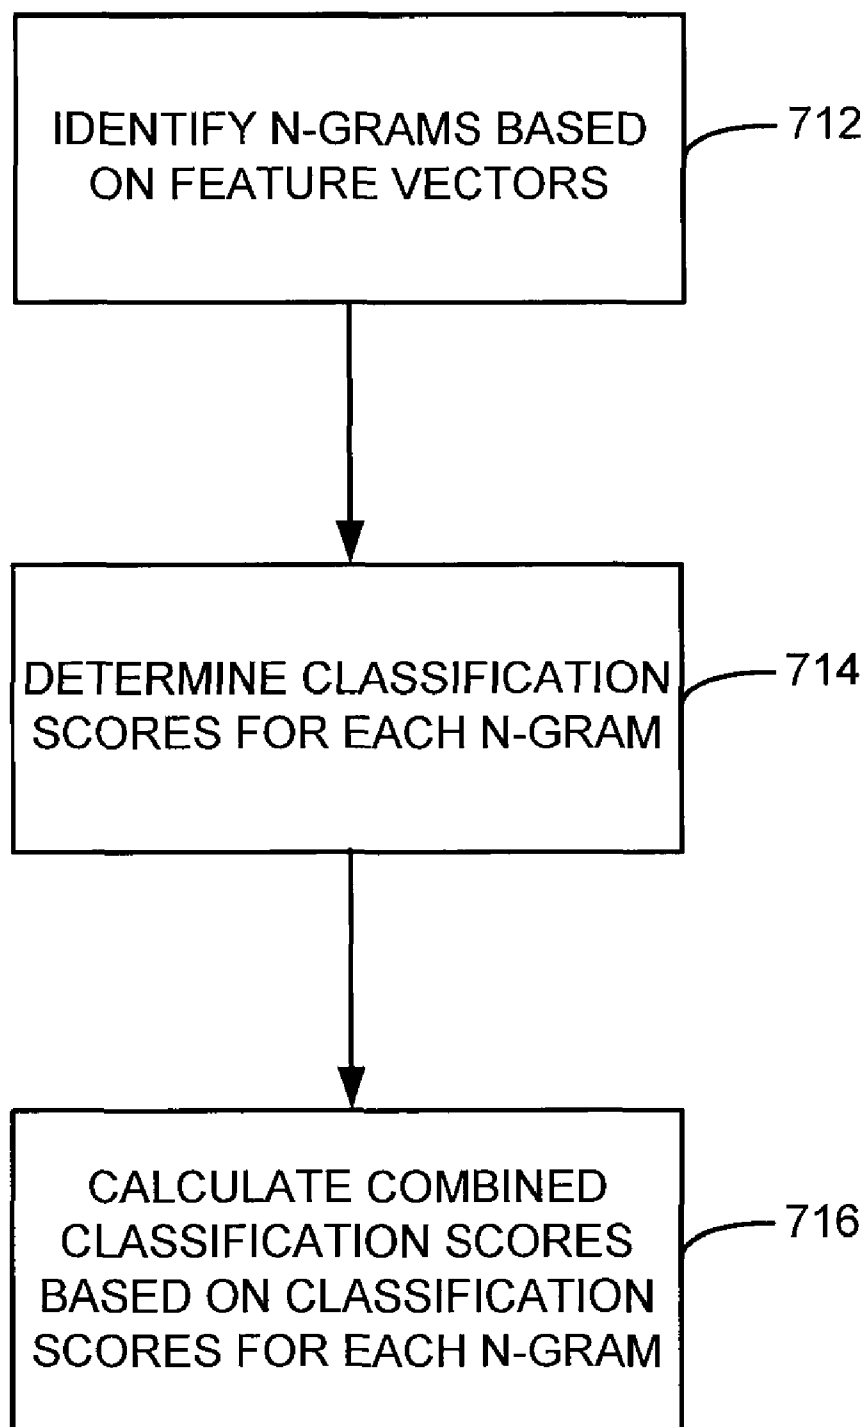 IDENTIFY N-GRAMS BASED
ON FEATURE VECTORS
712
DETERMINE CLASSIFICATION
SCORES FOR EACH N-GRAM
714
CALCULATE COMBINED
CLASSIFICATION SCORES
BASED ON CLASSIFICATION
SCORES FOR EACH N-GRAM
716